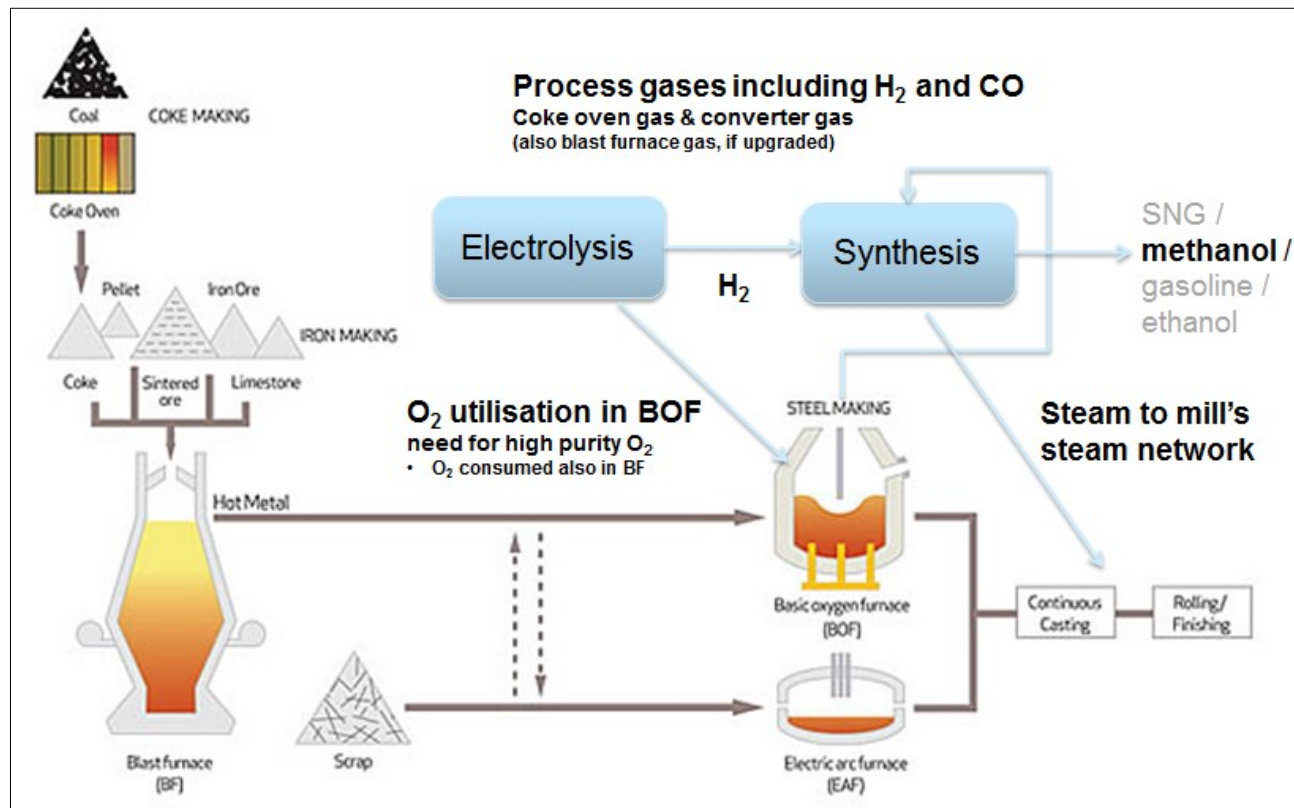 Coal
COKE MAKING
Coke Oven
Pellet
Iron Ore
IRON MAKING
Coke
Sintered
ore
Limestone
Process gases including H₂ and CO
Coke oven gas & converter gas
(also blast furnace gas, if upgraded)
Electrolysis
H₂
Synthesis
SNG /
methanol /
gasoline /
ethanol
O₂ utilisation in BOF
need for high purity O₂
• O₂ consumed also in BF
STEEL MAKING
Steam to mill's
steam network
Hot Metal
Basic oxygen furnace
(BOF)
Continuous
Casting
Rolling/
Finishing
Blast furnace
(BF)
Scrap
Electric arc furnace
(EAF)